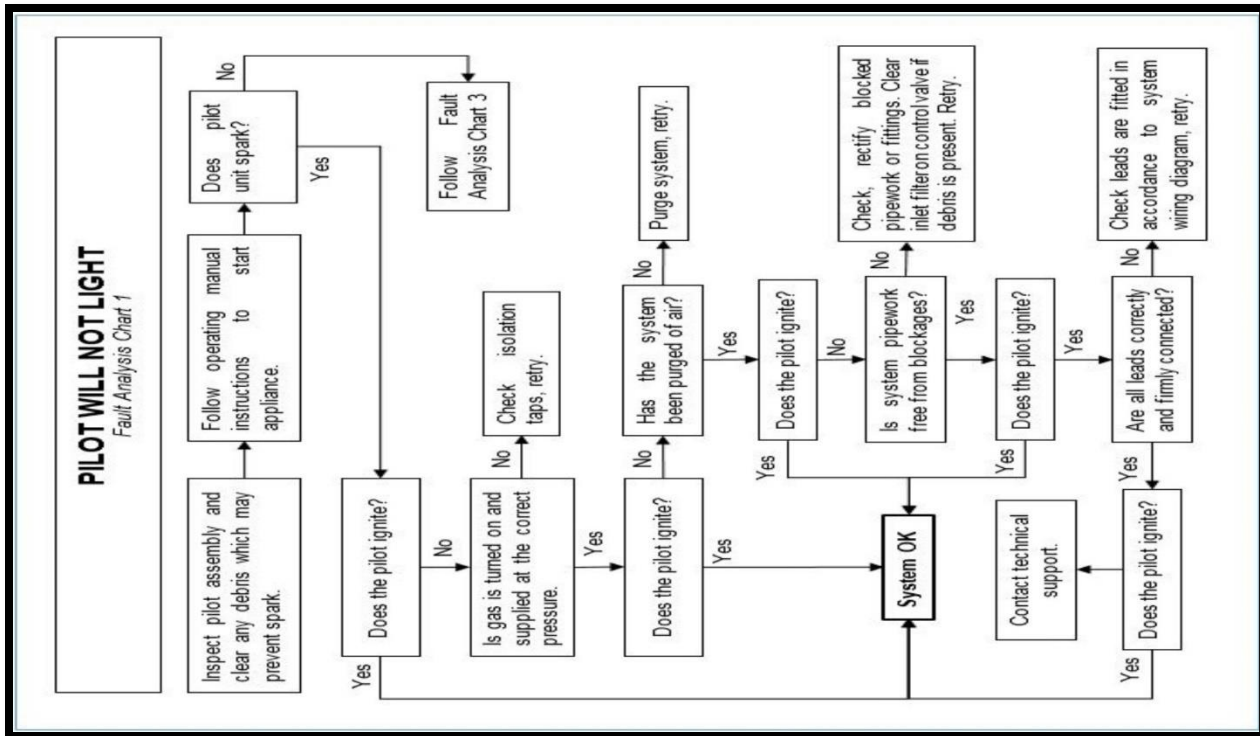 PILOT WILL NOT LIGHT
Fault Analysis Chart 1
Inspect pilot assembly and
clear any debris which may
prevent spark.
Follow operating manual
instructions to start
appliance.
Does pilot
unit spark?
No
Yes
Follow Fault
Analysis Chart 3
Does the pilot ignite?
Yes
No
Is gas is turned on and
supplied at the correct
pressure.
No
Check isolation
taps, retry.
Yes
Does the pilot ignite?
No
Yes
Has the system
been purged of air?
No
Purge system, retry.
Yes
Does the pilot ignite?
Yes
No
Is system pipework
free from blockages?
No
Check, rectify blocked
pipework or fittings. Clear
inlet filter on control valve if
debris is present. Retry.
Yes
Does the pilot ignite?
Yes
Yes
System OK
Are all leads correctly
and firmly connected?
No
Check leads are fitted in
accordance to system
wiring diagram, retry.
Yes
Does the pilot ignite?
Yes
Contact technical
support.